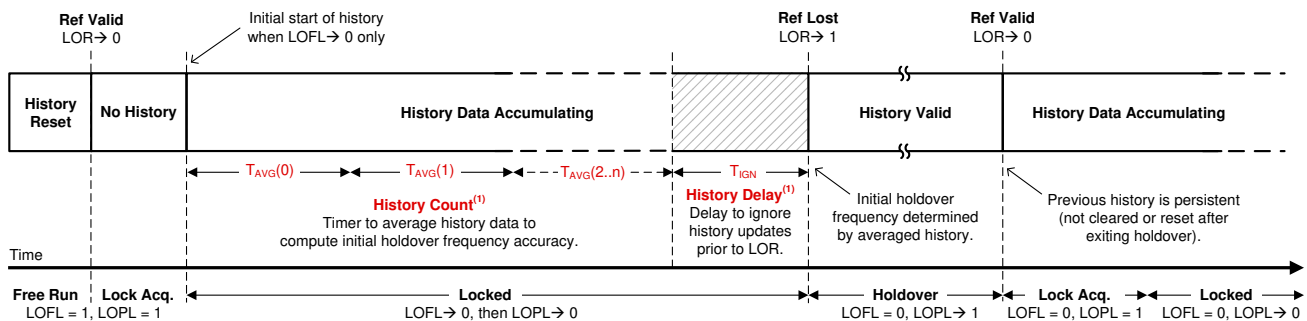 Ref Valid
LOR→ 0
Initial start of history
when LOFL→ 0 only
Ref Lost
LOR→ 1
Ref Valid
LOR→ 0
History
Reset
No History
History Data Accumulating
History Valid
History Data Accumulating
TAVG(0)
TAVG(1)
TAVG(2..n)
TIGN
History Count(1)
Timer to average history data to
compute initial holdover frequency accuracy.
History Delay(1)
Delay to ignore
history updates
prior to LOR.
Initial holdover
frequency determined
by averaged history.
Previous history is persistent
(not cleared or reset after
exiting holdover).
Time
Free Run
Lock Acq.
LOFL = 1, LOPL = 1
Locked
LOFL→ 0, then LOPL→ 0
Holdover
LOFL = 0, LOPL→ 1
Lock Acq.
LOFL = 0, LOPL = 1
Locked
LOFL = 0, LOPL→ 0